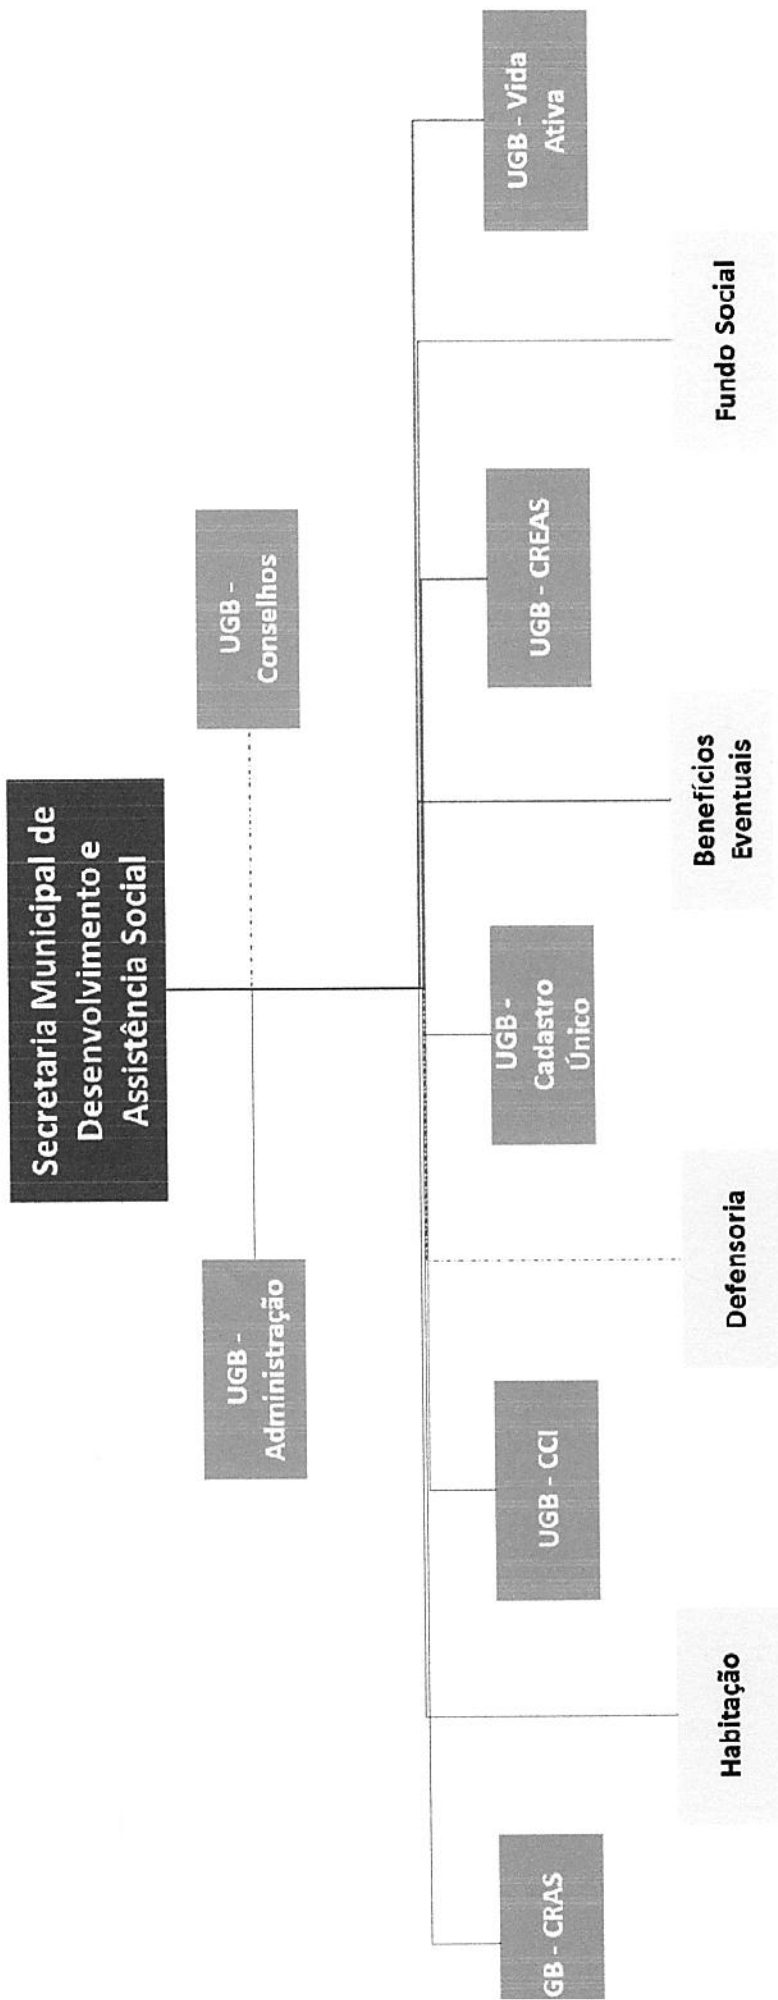 Secretaria Municipal de
Desenvolvimento e
Assistência Social
UGB -
Administração
UGB -
Conselhos
GB - CRAS
UGB - CCI
UGB -
Cadastro
Único
UGB - CREAS
UGB - Vida
Ativa
Habitação
Defensoria
Benefícios
Eventuais
Fundo Social